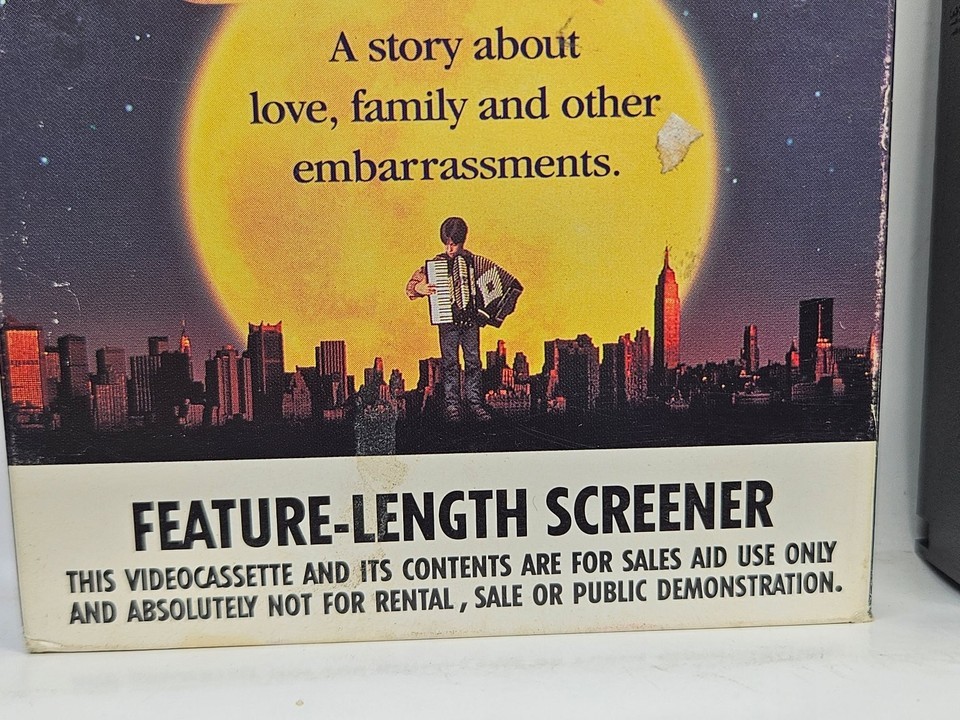 A story about
love, family and other
embarrassments.
FEATURE-LENGTH SCREENER
THIS VIDEOCASSETTE AND ITS CONTENTS ARE FOR SALES AID USE ONLY
AND ABSOLUTELY NOT FOR RENTAL, SALE OR PUBLIC DEMONSTRATION.